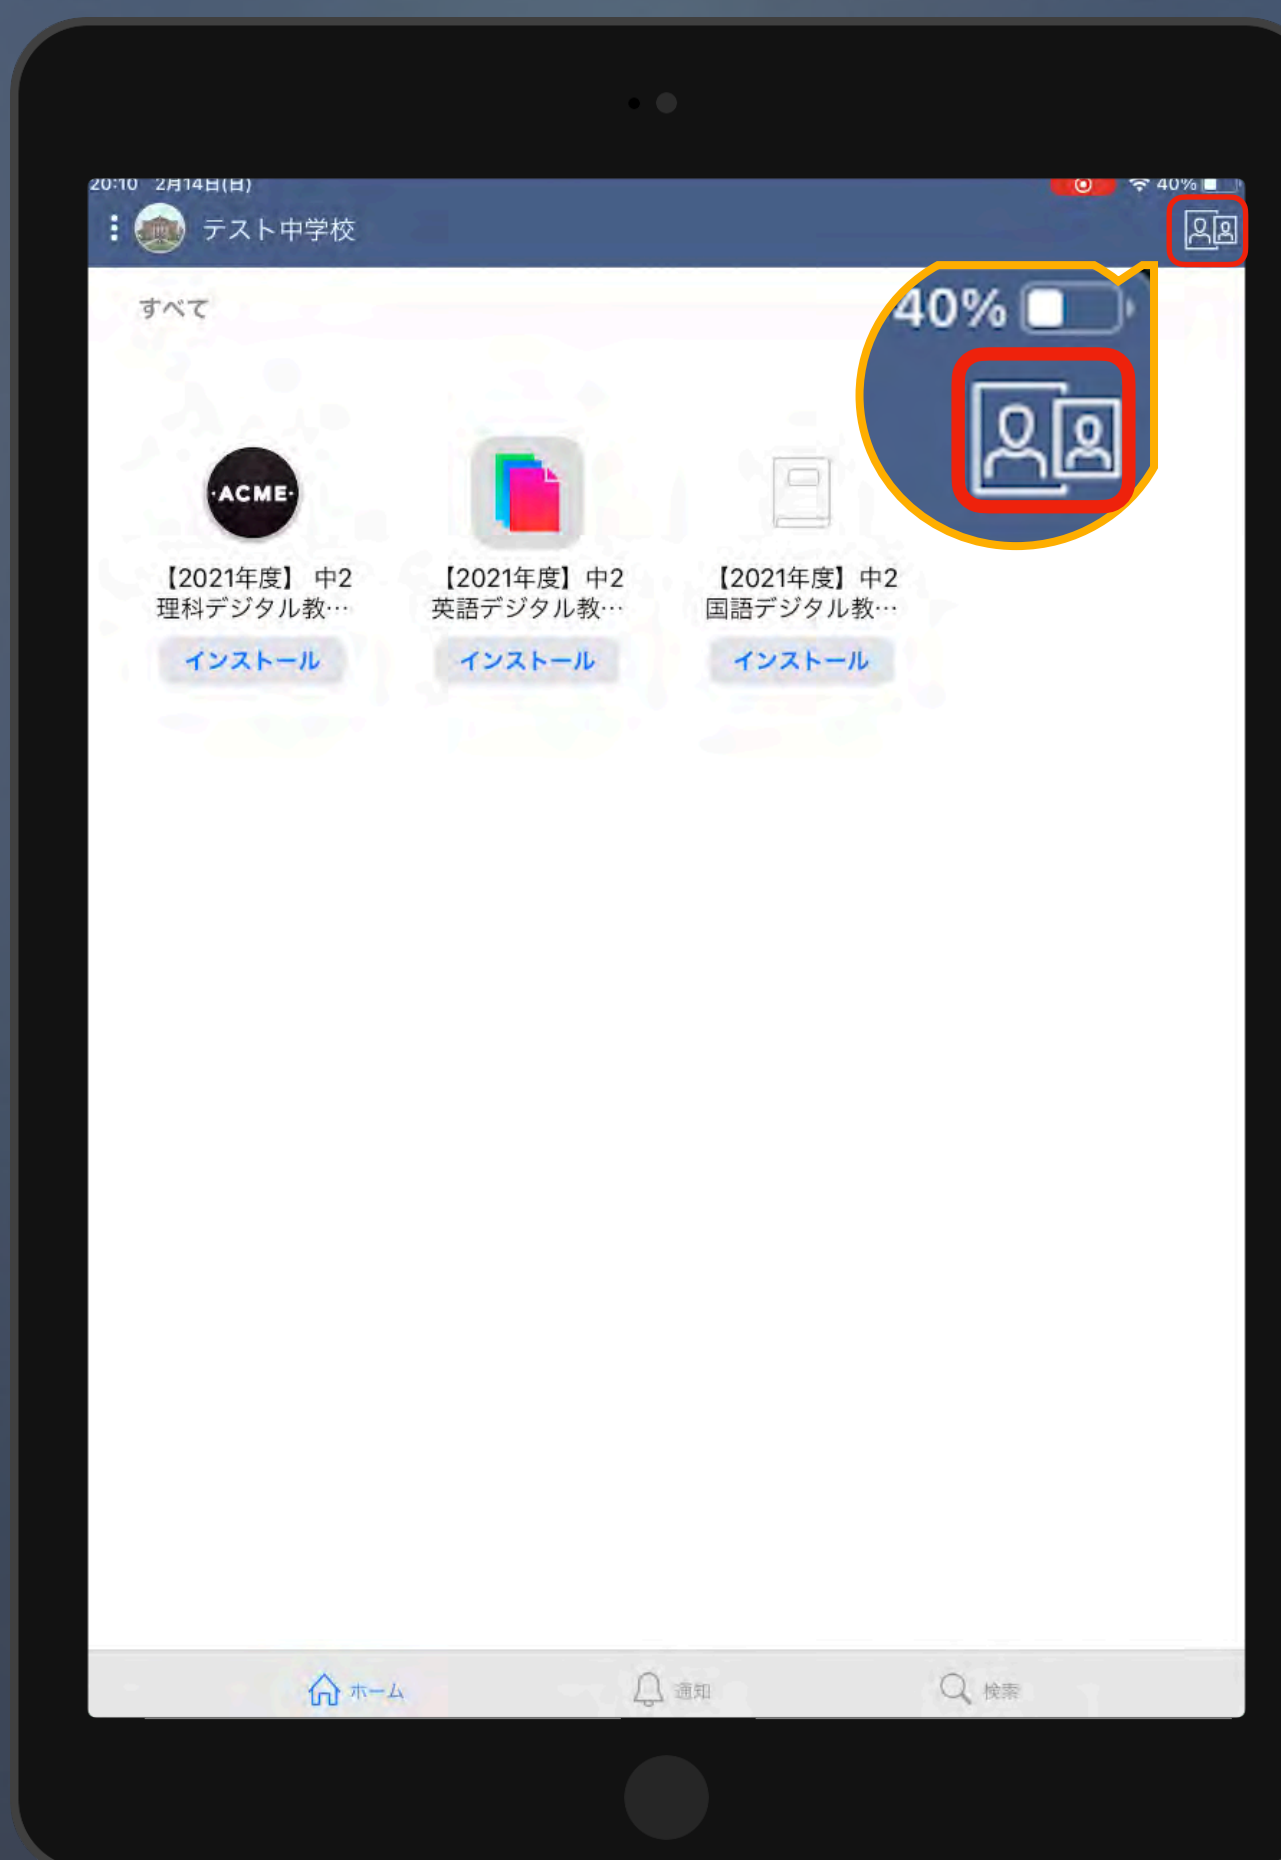 20:10 2月14日(日)
40%
テスト中学校
すべて
40%
·ACME·
【2021年度】 中2
理科デジタル教…
インストール
【2021年度】中2
英語デジタル教…
インストール
【2021年度】中2
国語デジタル教…
インストール
ホーム
通知
検索